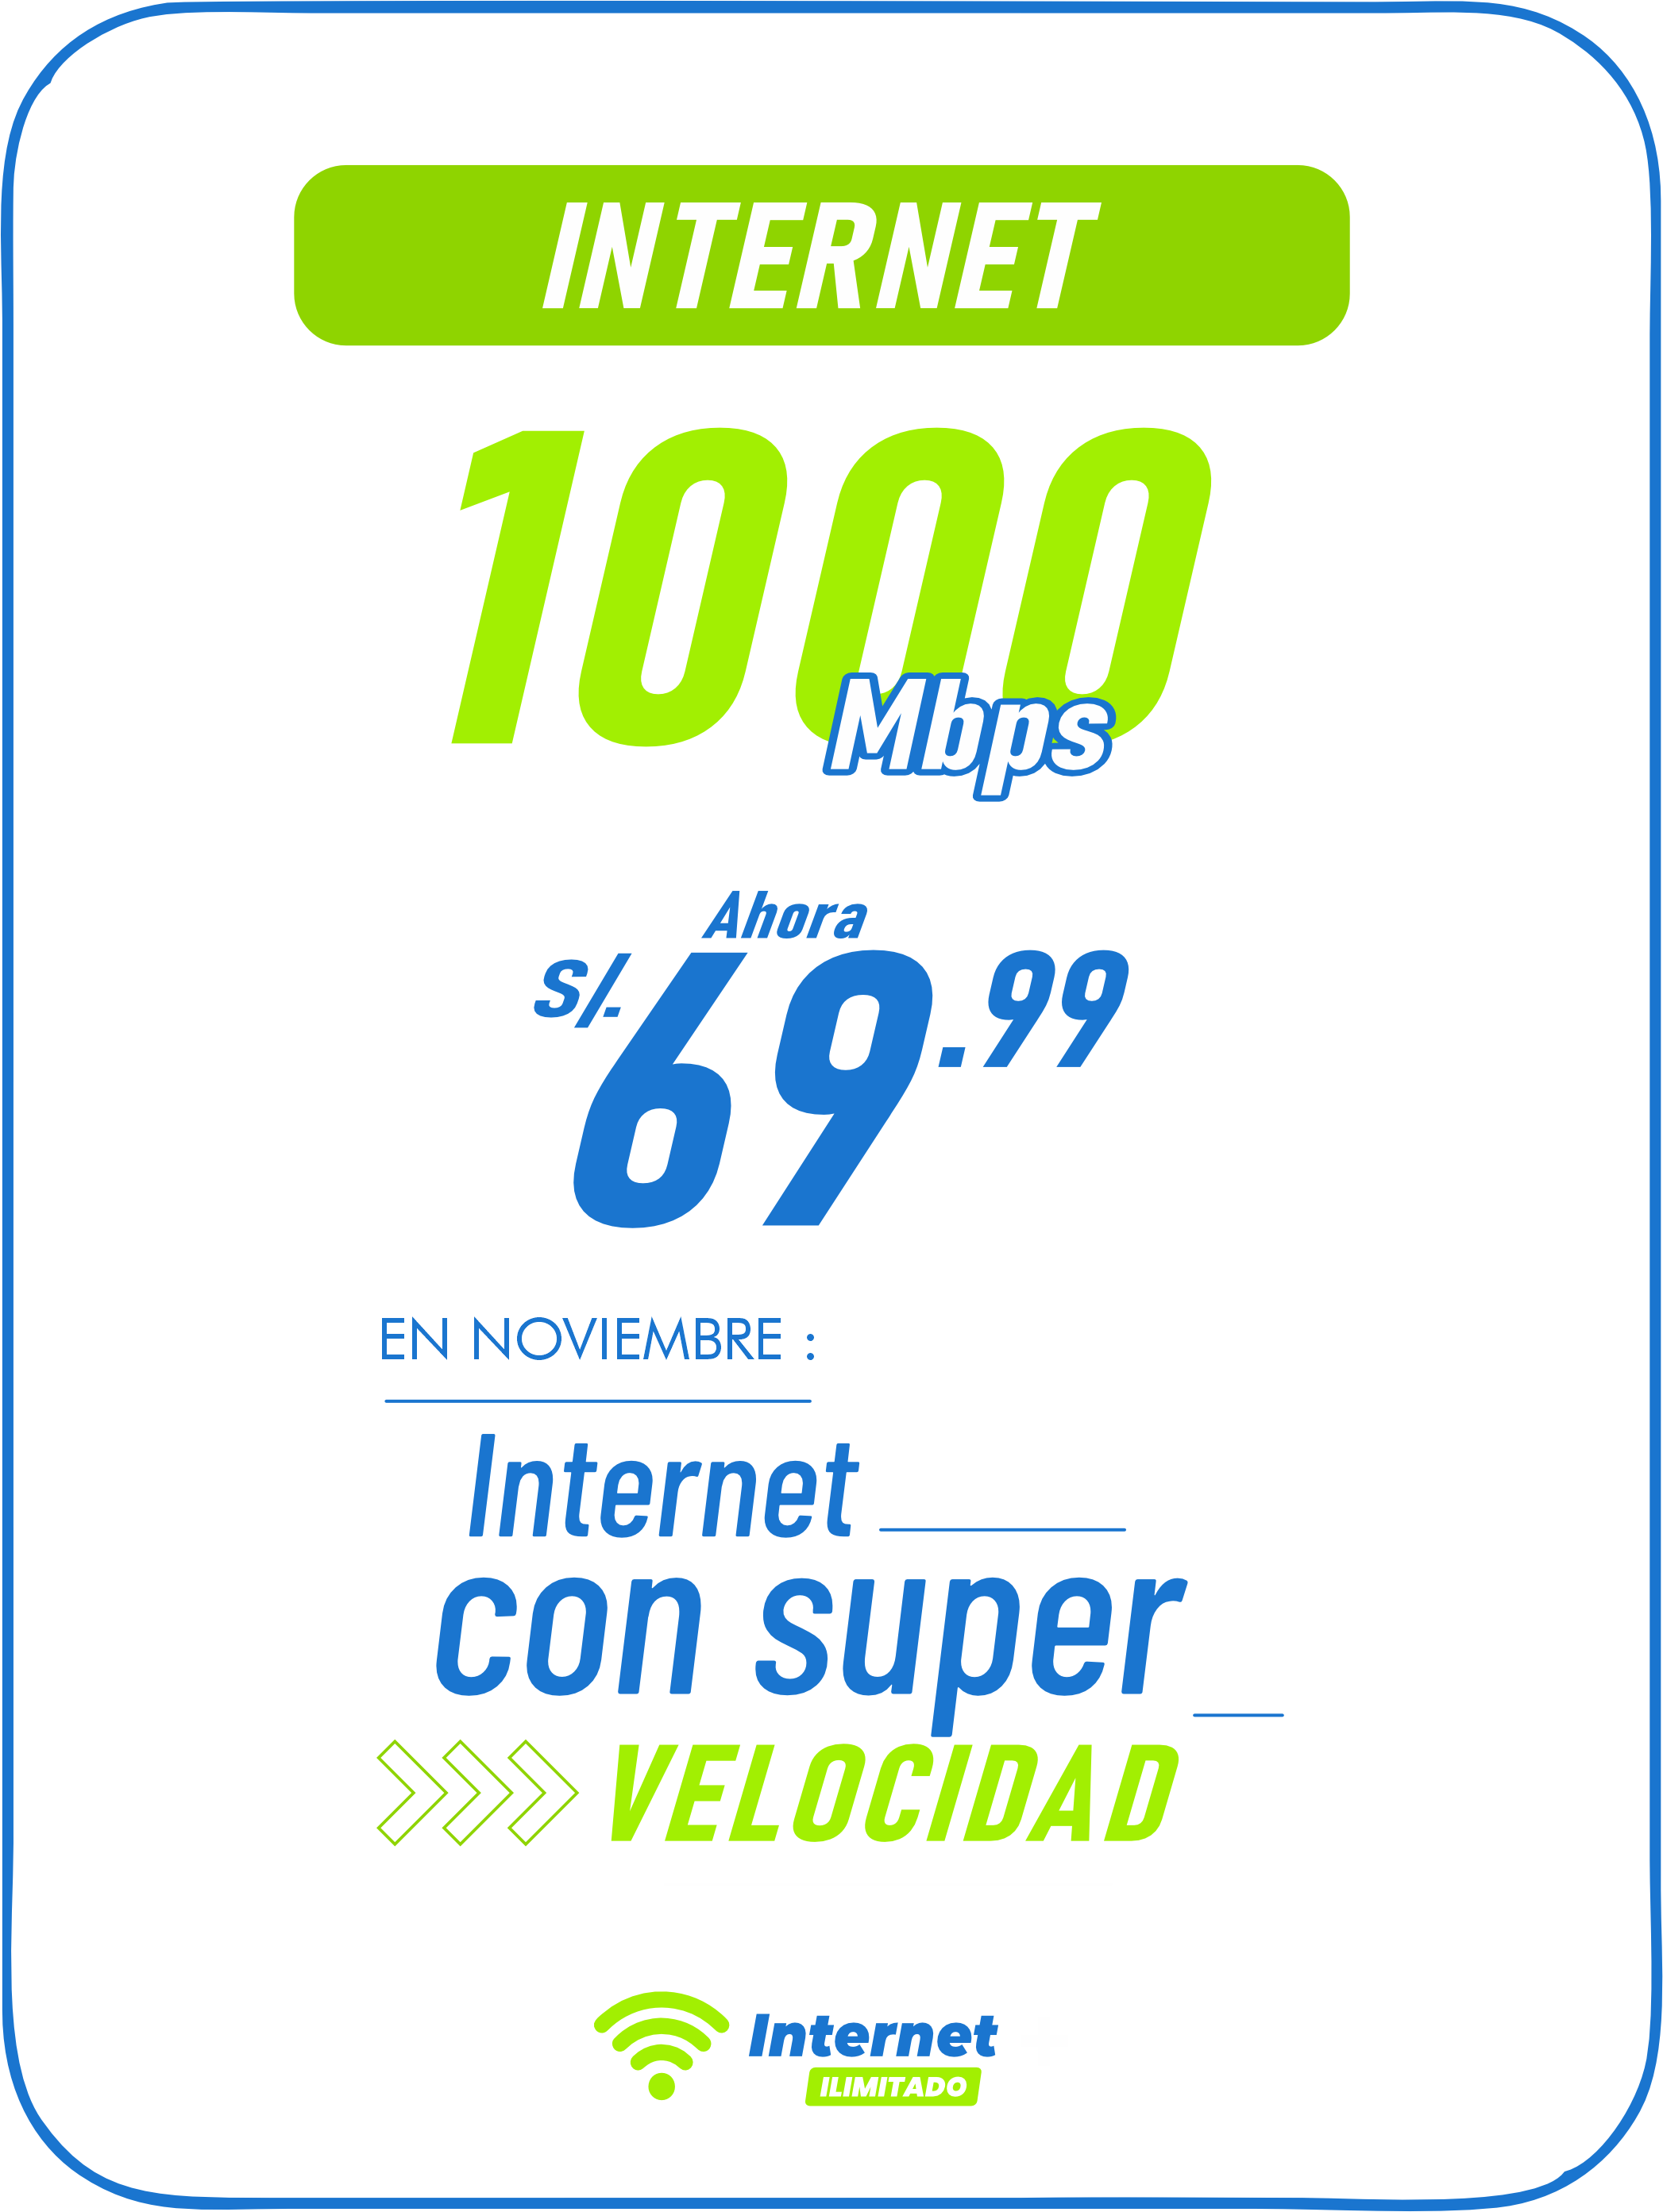 INTERNET
1000
Mbps
Ahora
S/. 69.99
EN NOVIEMBRE :
Internet
con super
VELOCIDAD
Internet
ILIMITADO